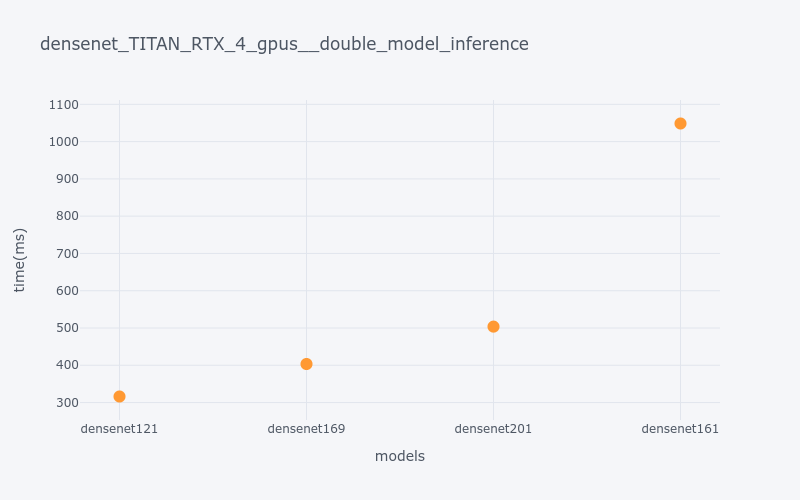 densenet_TITAN_RTX_4_gpus__double_model_inference
1100
1000
900
800
700
600
500
400
300
time(ms)
densenet121
densenet169
densenet201
densenet161
models